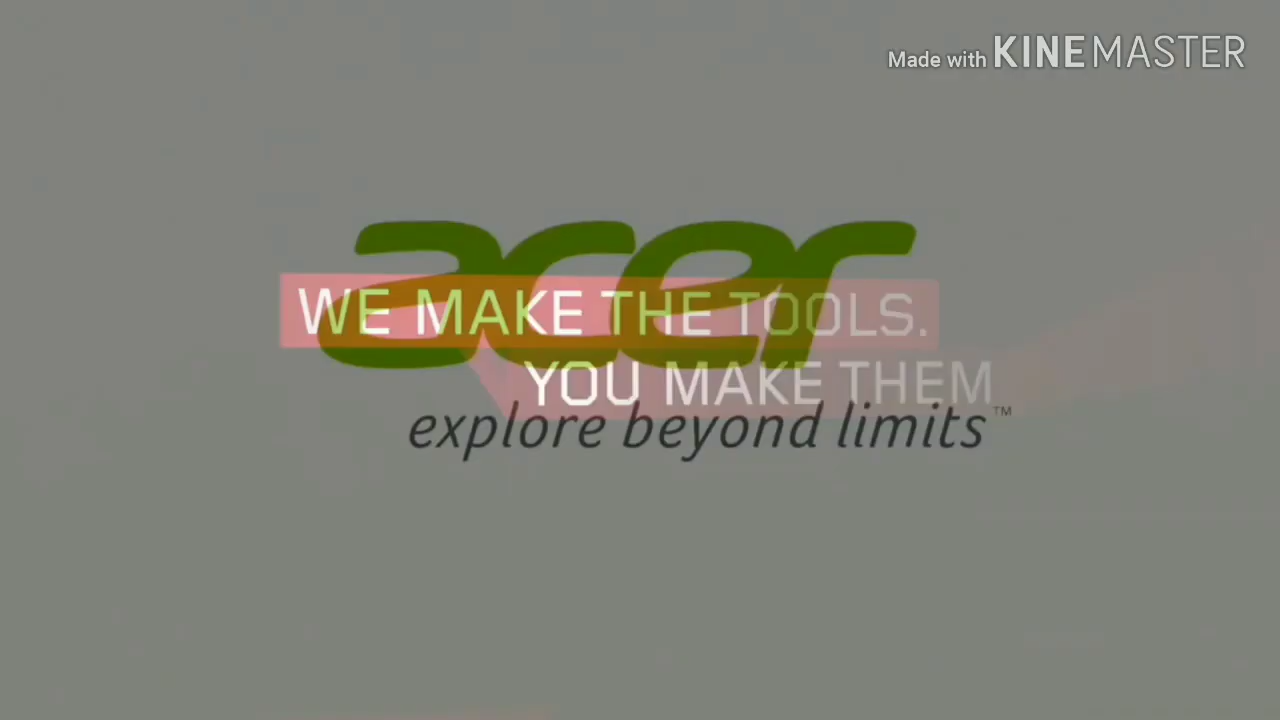 Made with KINEMASTER
acer
WE MAKE THE TOOLS.
YOU MAKE THEM
explore beyond limits™